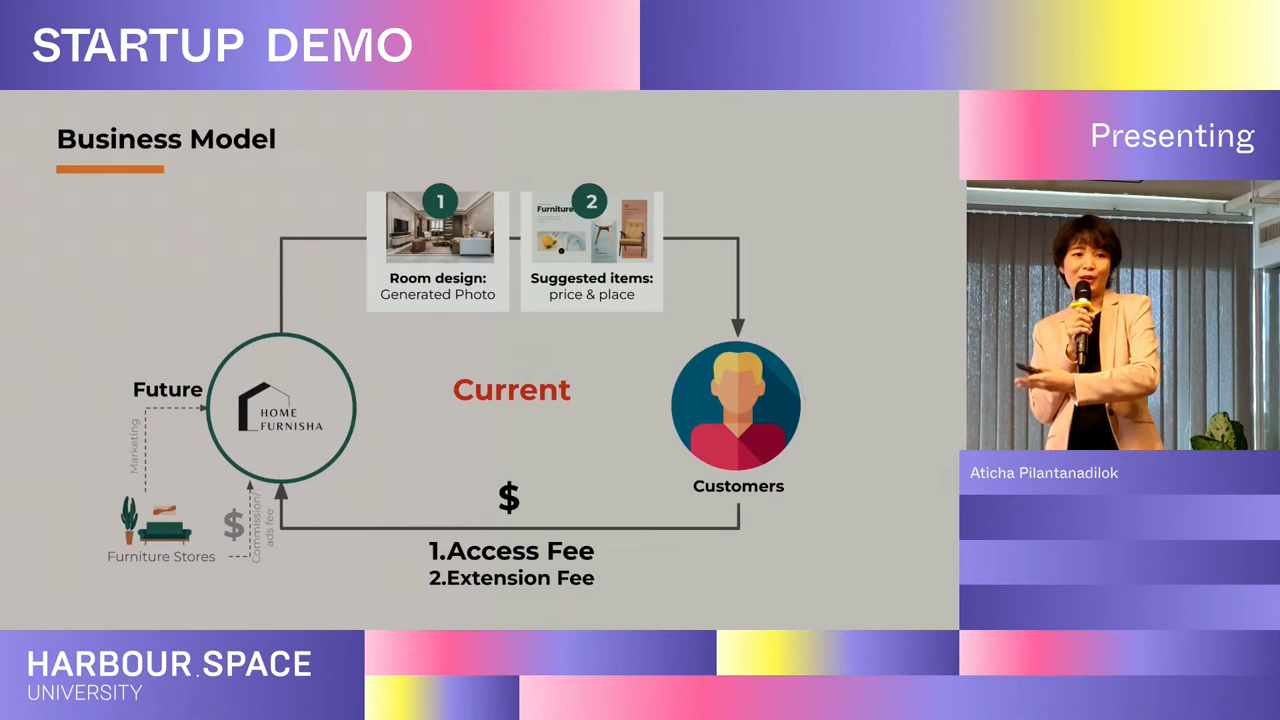 STARTUP DEMO
Business Model
Presenting
1
2
Furniture
Room design:
Generated Photo
Suggested items:
price & place
Future
Current
HOME
FURNISHA
Marketing
Aticha Pilantanadilok
Customers
$
$
Commission/
ads fee
Furniture Stores
1.Access Fee
2.Extension Fee
HARBOUR.SPACE
UNIVERSITY